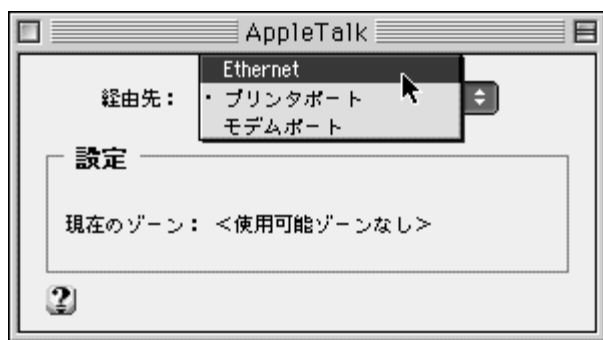 AppleTalk
Ethernet
経由先：
・プリンタポート
モデムポート
設定
現在のゾーン： ＜使用可能ゾーンなし＞
?